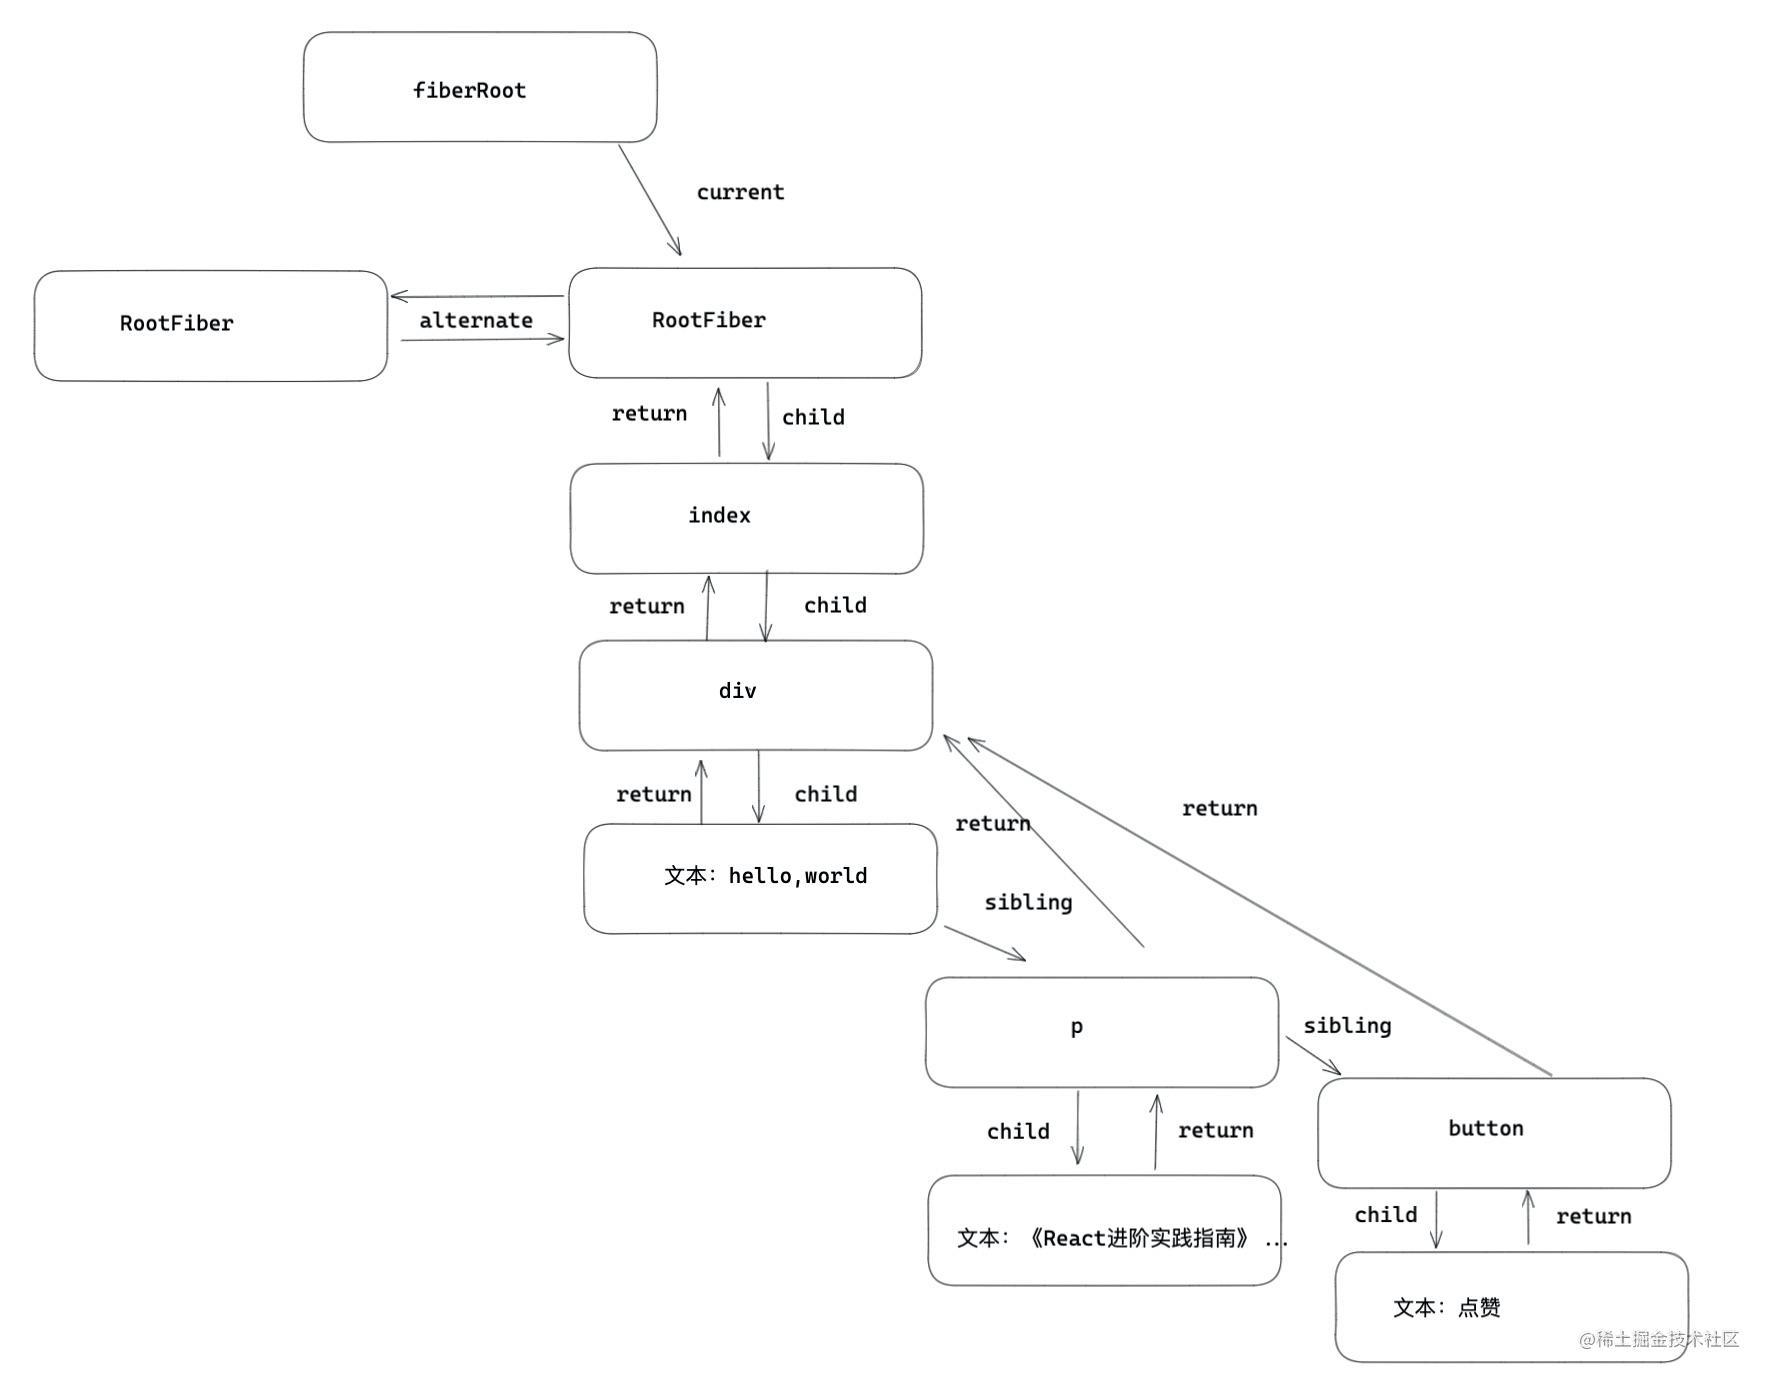 fiberRoot
current
RootFiber
alternate
RootFiber
return
child
index
return
child
div
return
child
return
return
文本：hello,world
sibling
p
sibling
child
return
button
文本：《React进阶实践指南》 ...
child
return
文本：点赞
@稀土掘金技术社区